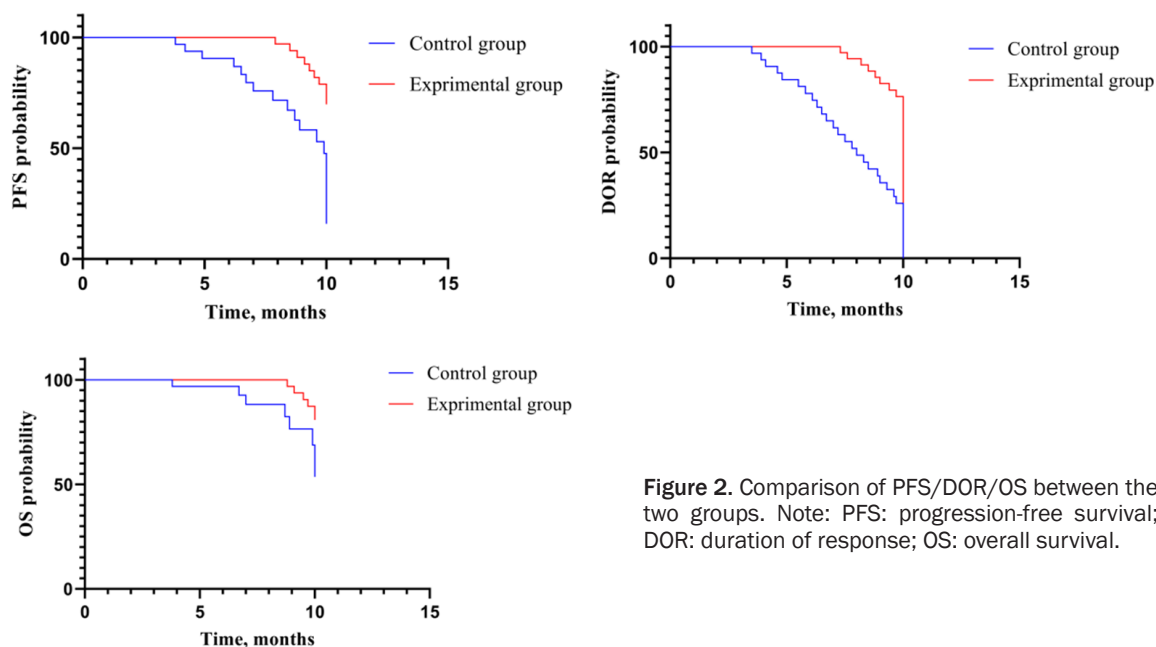 PFS probability
100
50
0
0 5 10 15
Time, months
Control group
Exprimental group
DOR probability
100
50
0
0 5 10 15
Time, months
Control group
Exprimental group
OS probability
100
50
0
0 5 10 15
Time, months
Control group
Exprimental group
Figure 2. Comparison of PFS/DOR/OS between the
two groups. Note: PFS: progression-free survival;
DOR: duration of response; OS: overall survival.